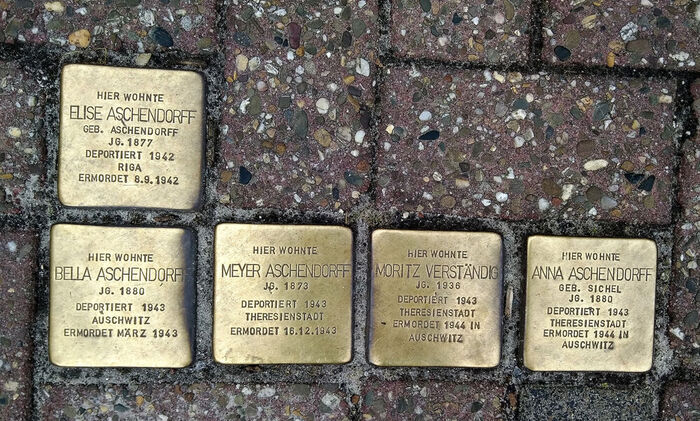 HIER WOHNTE
ELISE ASCHENDORFF
GEB. ASCHENDORFF
JG. 1877
DEPORTIERT 1942
RIGA
ERMORDET 8.9.1942
HIER WOHNTE
BELLA ASCHENDORFF
JG. 1880
DEPORTIERT 1943
AUSCHWITZ
ERMORDET MÄRZ 1943
HIER WOHNTE
MEYER ASCHENDORFF
JG. 1873
DEPORTIERT 1943
THERESIENSTADT
ERMORDET 16.12.1943
HIER WOHNTE
MORITZ VERSTÄNDIG
JG. 1936
DEPORTIERT 1943
THERESIENSTADT
ERMORDET 1944 IN
AUSCHWITZ
HIER WOHNTE
ANNA ASCHENDORFF
GEB. SICHEL
JG. 1880
DEPORTIERT 1943
THERESIENSTADT
ERMORDET 1944 IN
AUSCHWITZ